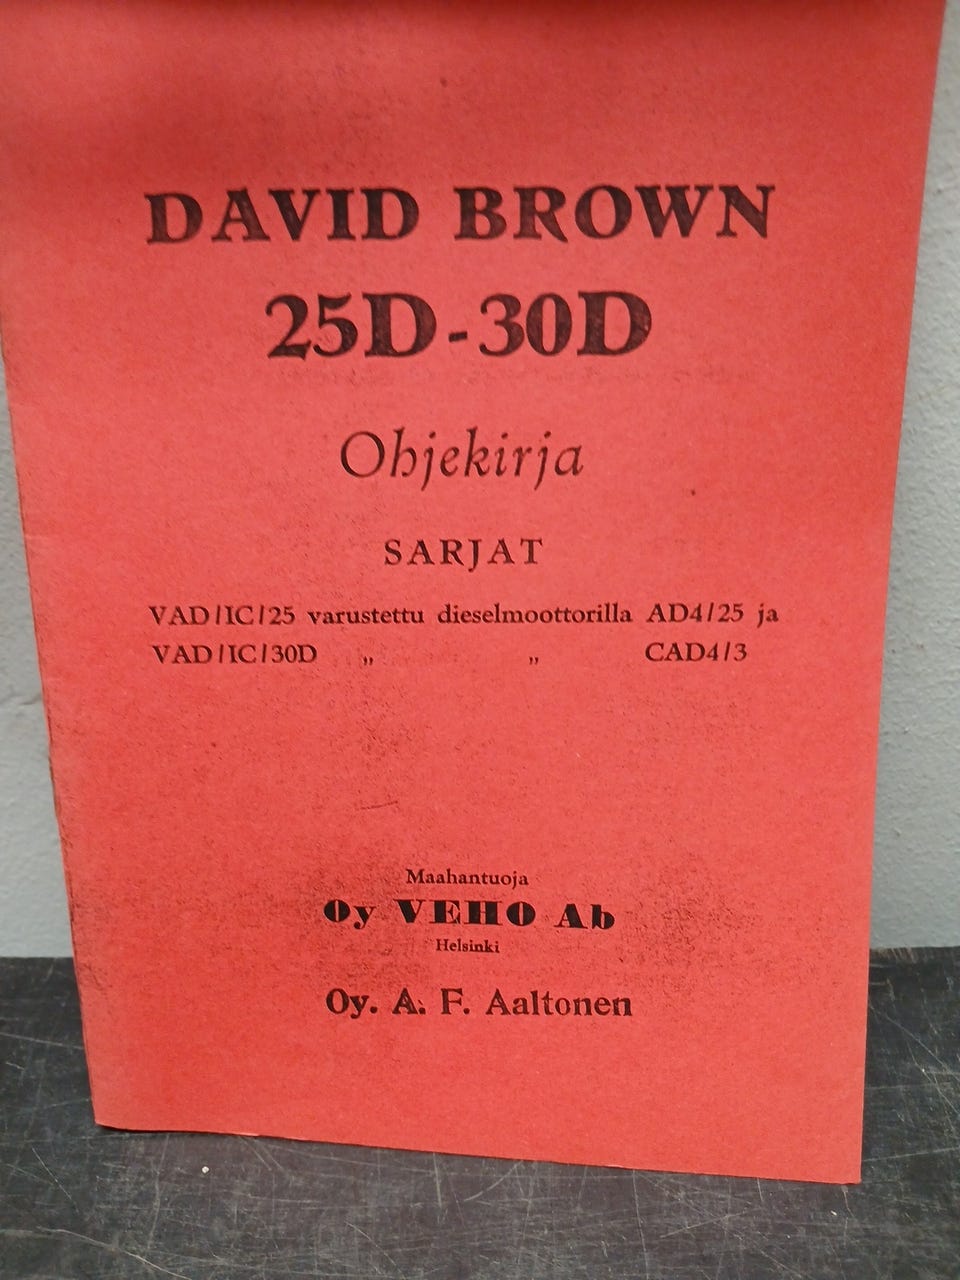 DAVID BROWN
25D-30D
Ohjekirja
SARJAT
VAD/IC/25 varustettu dieselmoottorilla AD4/25 ja
VAD/IC/30D „ „ CAD4/3
Maahantuoja
Oy VEHO Ab
Helsinki
Oy. A. F. Aaltonen